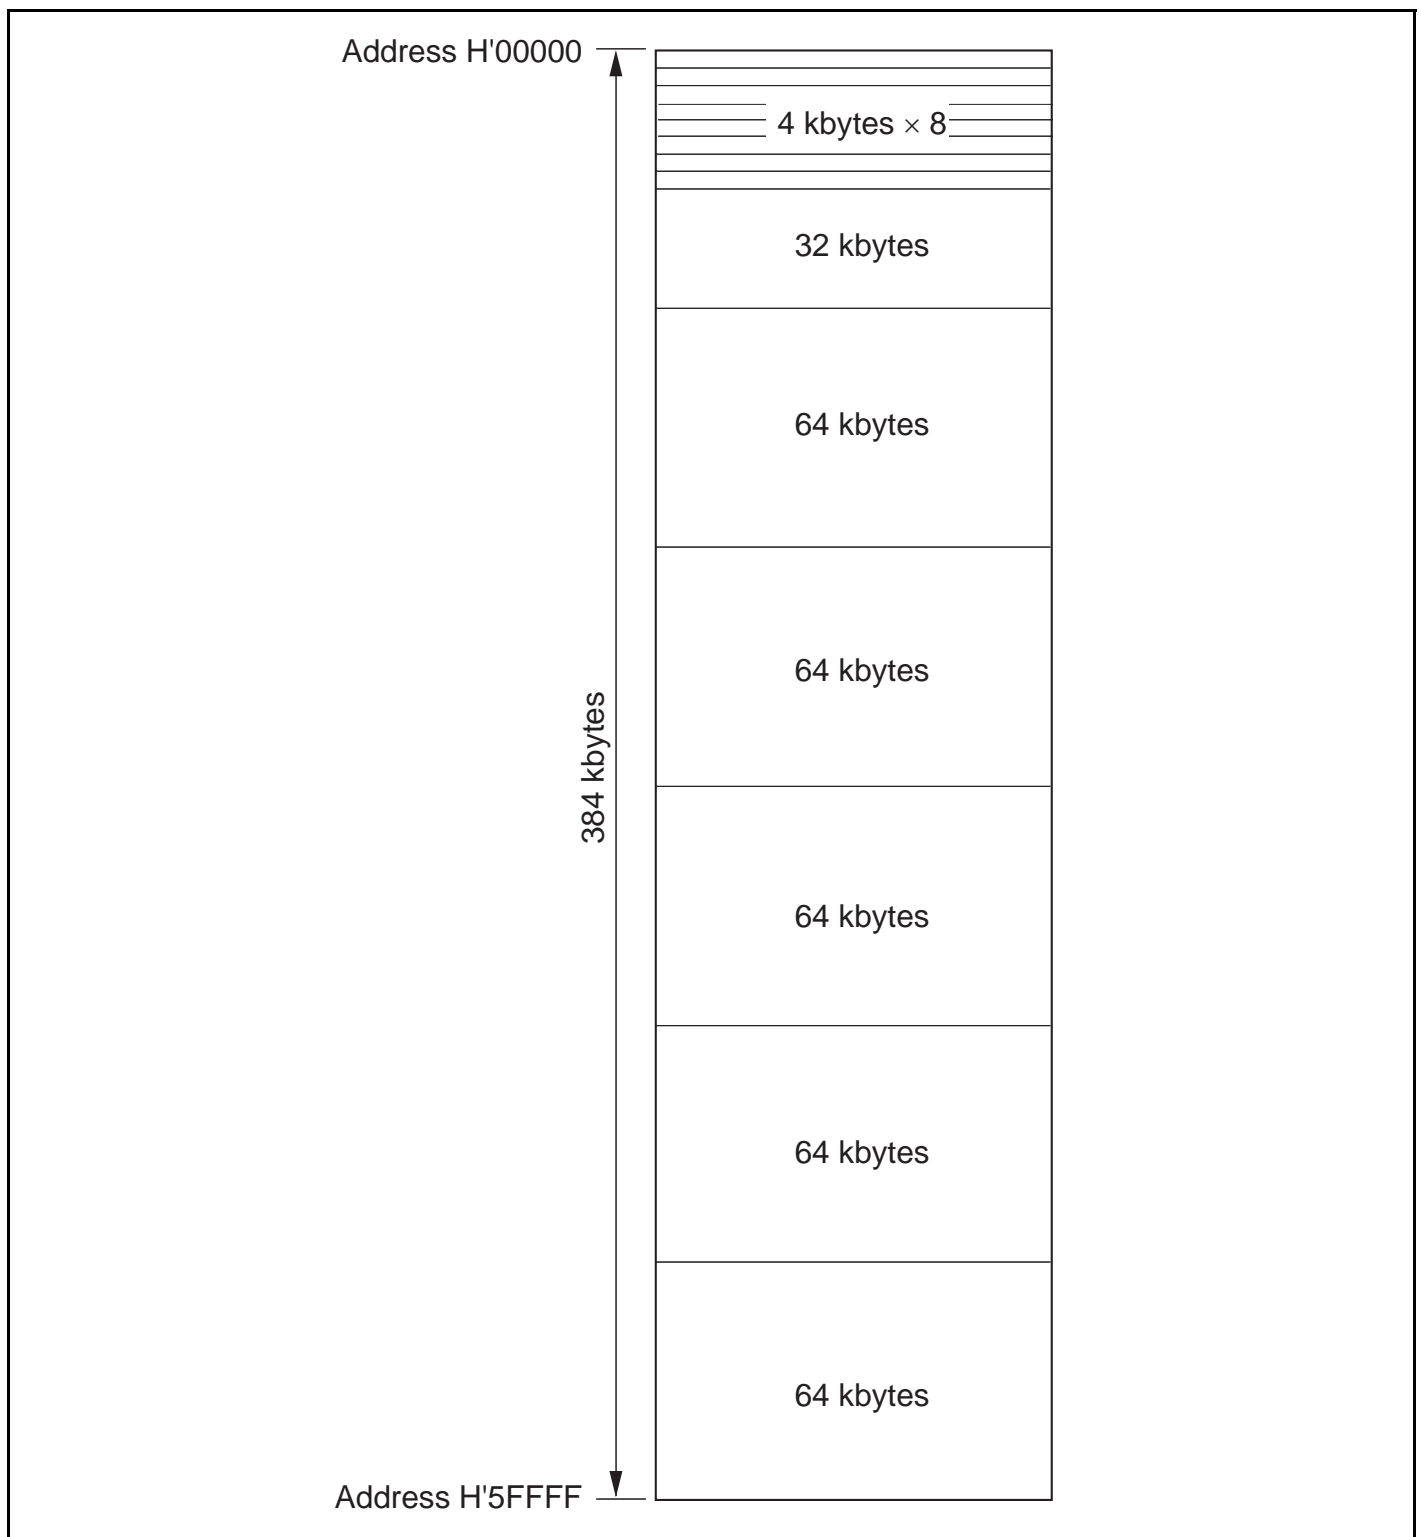 Address H'00000
4 kbytes × 8
32 kbytes
64 kbytes
64 kbytes
384 kbytes
64 kbytes
64 kbytes
64 kbytes
Address H'5FFFF